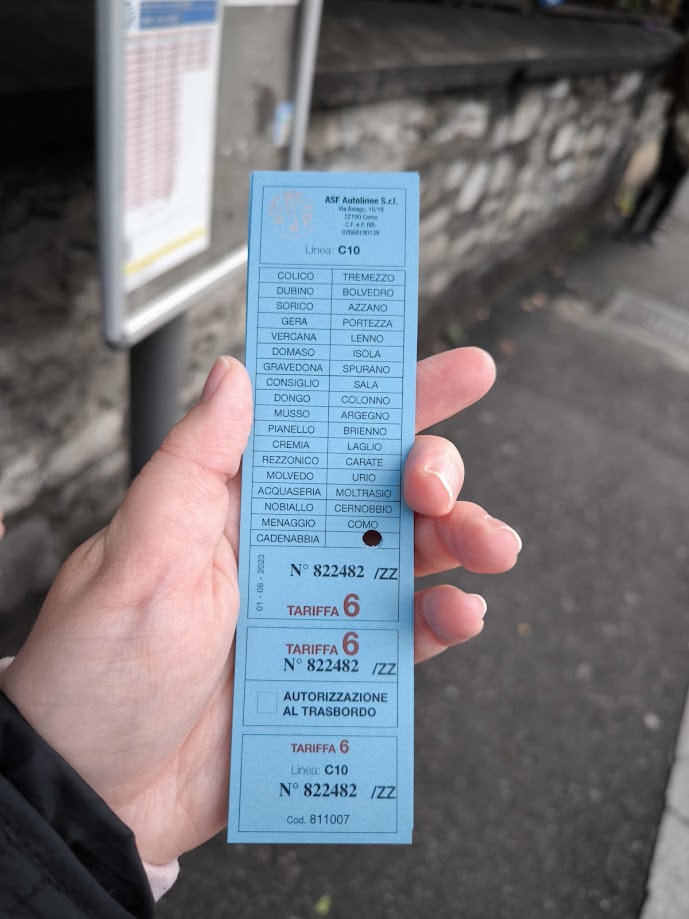 ASF Autolinee S.r.l.
Via Asiago, 16/18
22100 Como
C.F. e P. IVA:
02660190139
Linea: C10
COLICO TREMEZZO
DUBINO BOLVEDRO
SORICO AZZANO
GERA PORTEZZA
VERCANA LENNO
DOMASO ISOLA
GRAVEDONA SPURANO
CONSIGLIO SALA
DONGO COLONNO
MUSSO ARGEGNO
PIANELLO BRIENNO
CREMIA LAGLIO
REZZONICO CARATE
MOLVEDO URIO
ACQUASERIA MOLTRASIO
NOBIALLO CERNOBBIO
MENAGGIO COMO
CADENABBIA
01 - 08 - 2023
N° 822482 /ZZ
TARIFFA 6
TARIFFA 6
N° 822482 /ZZ
AUTORIZZAZIONE
AL TRASBORDO
TARIFFA 6
Linea: C10
N° 822482 /ZZ
Cod. 811007